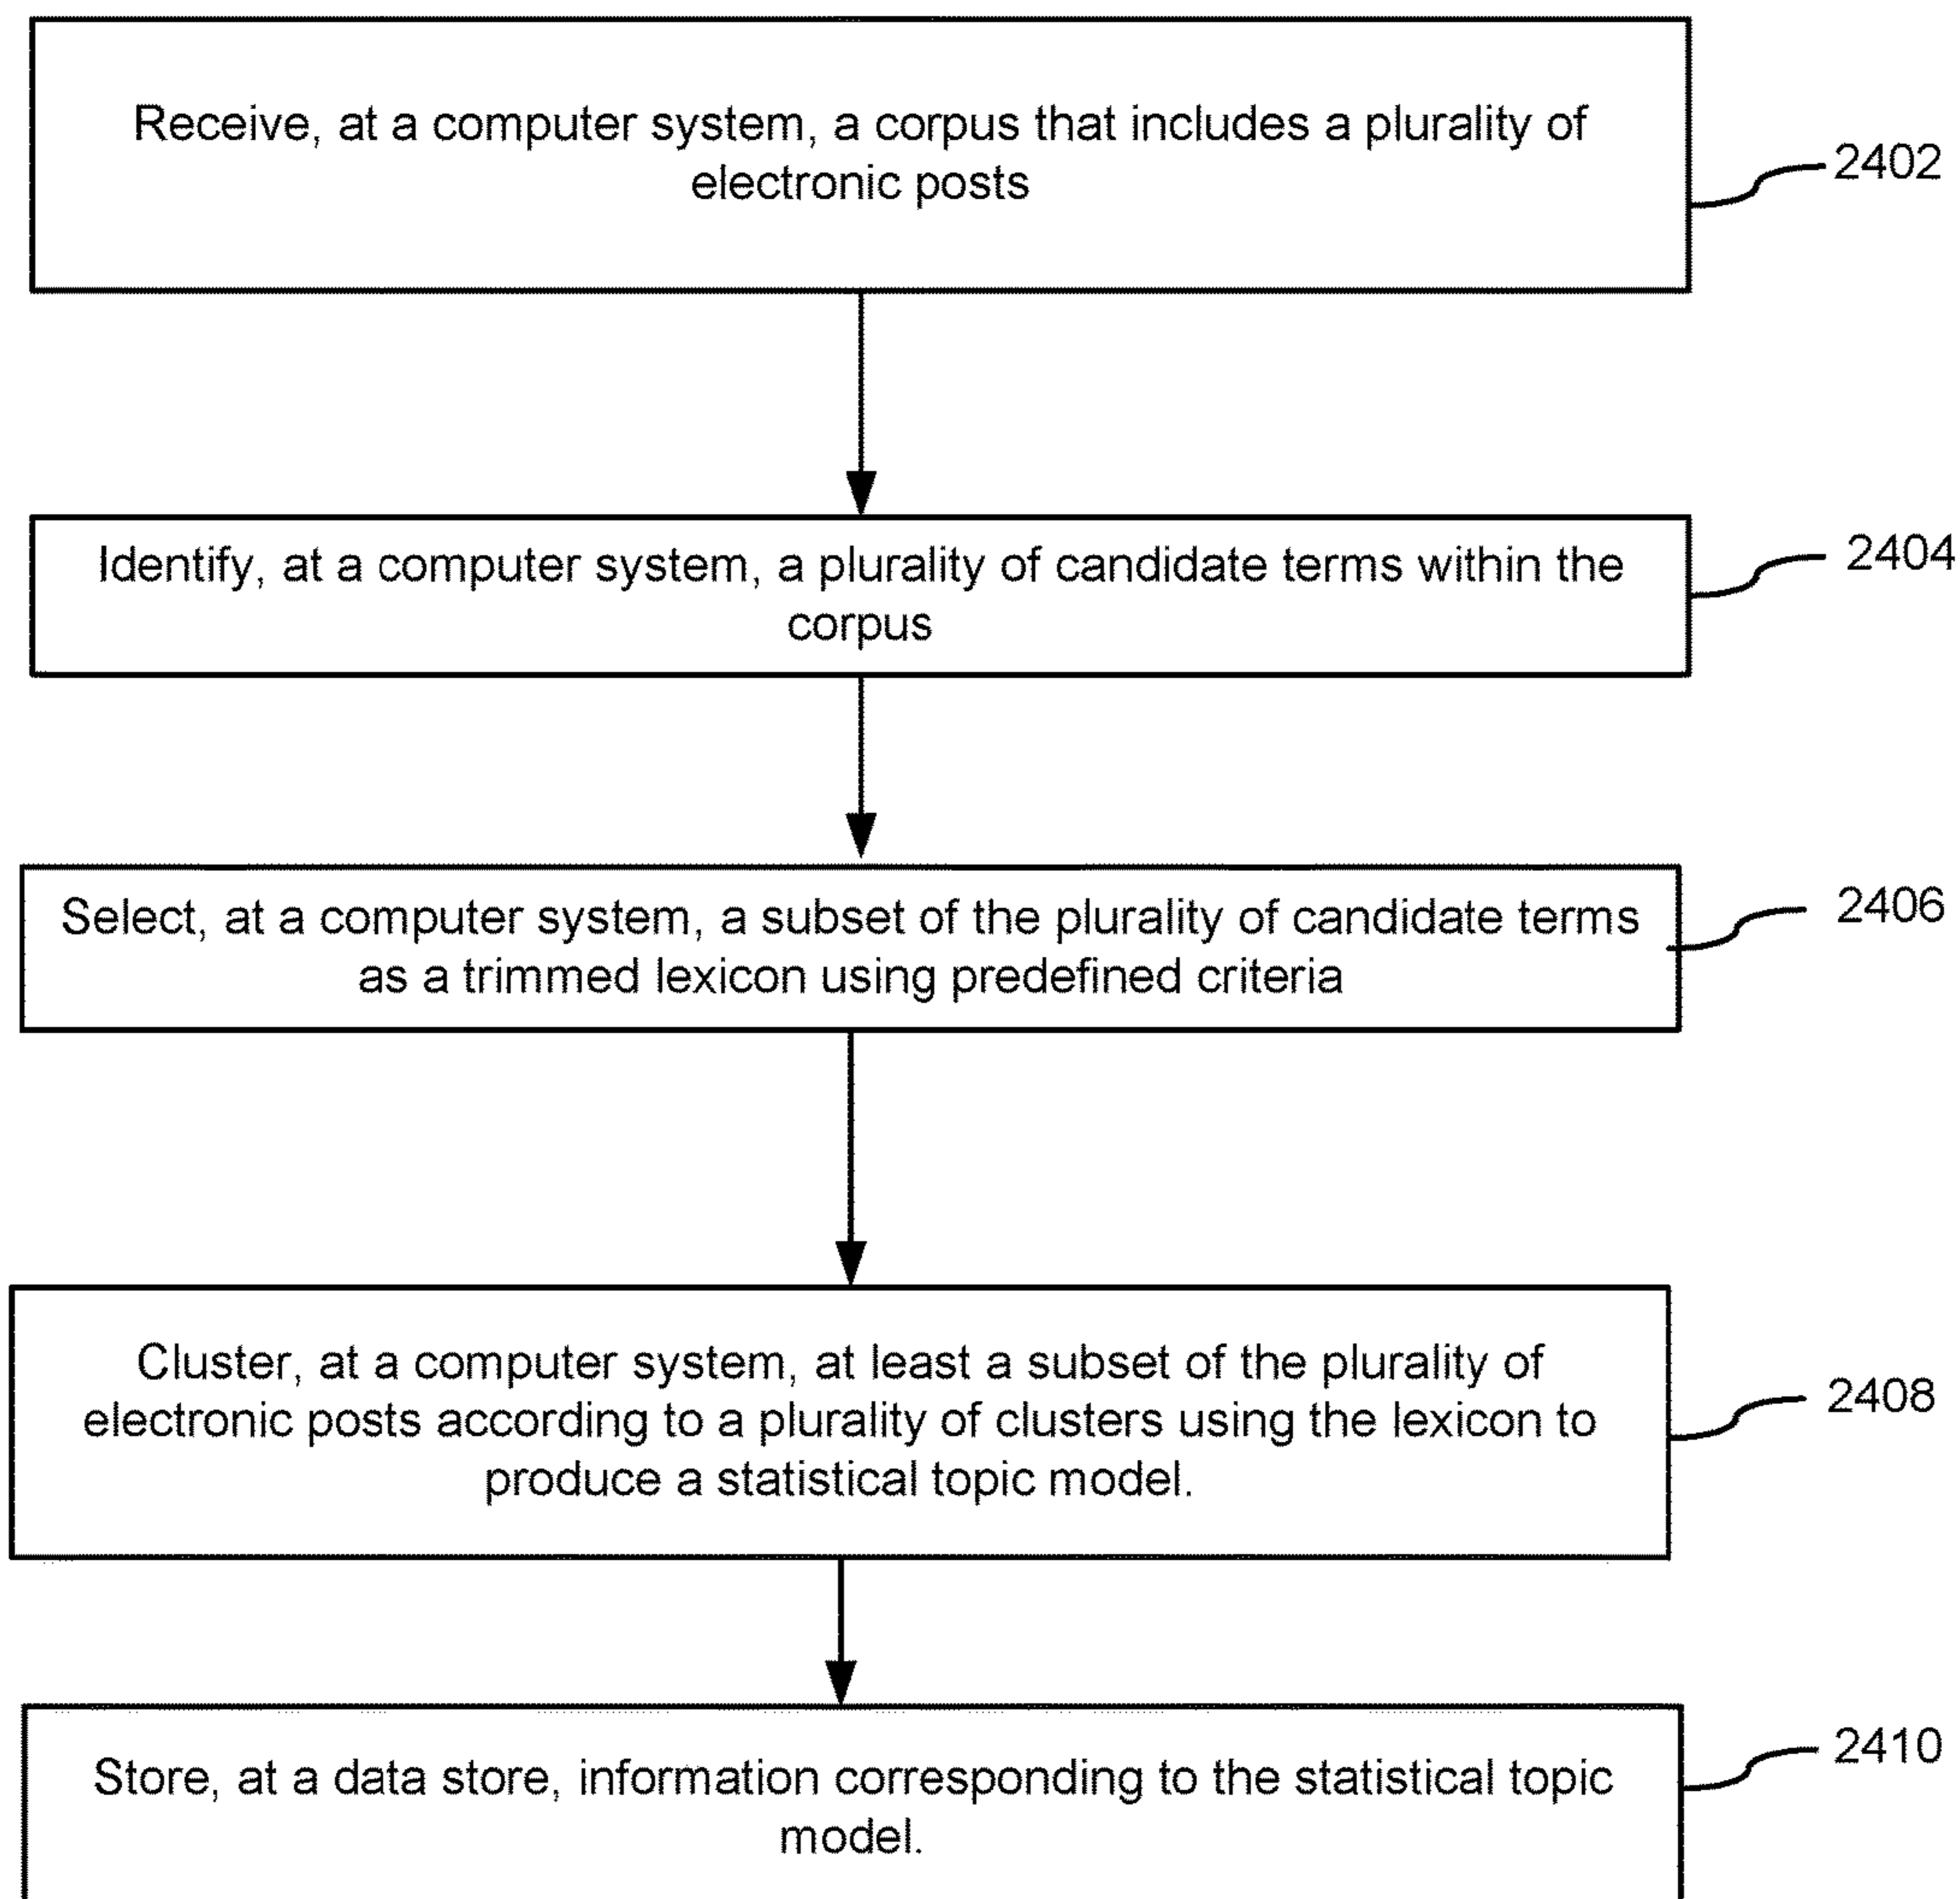 Receive, at a computer system, a corpus that includes a plurality of
electronic posts
2402
Identify, at a computer system, a plurality of candidate terms within the
corpus
2404
Select, at a computer system, a subset of the plurality of candidate terms
as a trimmed lexicon using predefined criteria
2406
Cluster, at a computer system, at least a subset of the plurality of
electronic posts according to a plurality of clusters using the lexicon to
produce a statistical topic model.
2408
Store, at a data store, information corresponding to the statistical topic
model.
2410